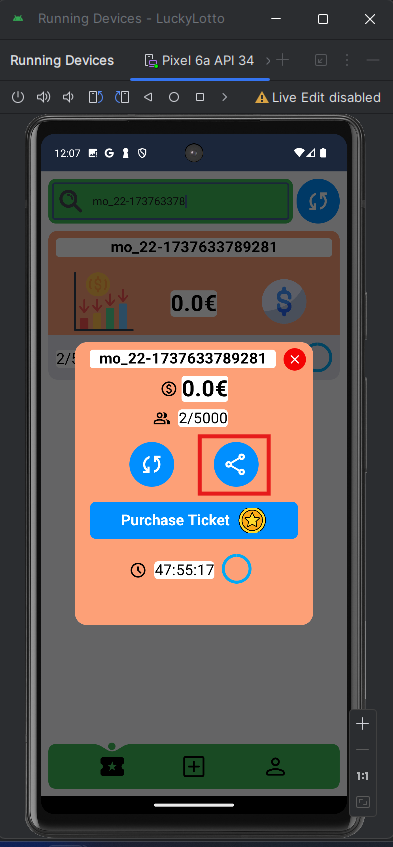 Running Devices - LuckyLotto
Running Devices
Pixel 6a API 34
Live Edit disabled
12:07
mo_22-173763378
mo_22-1737633789281
0.0€
2/5
mo_22-1737633789281
0.0€
2/5000
Purchase Ticket
47:55:17
1:1